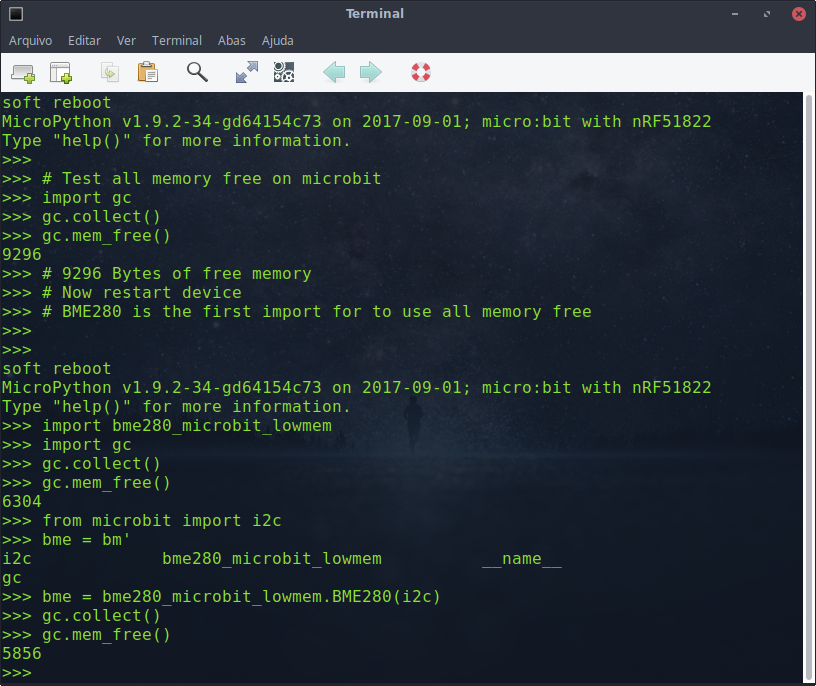 Terminal
Arquivo Editar Ver Terminal Abas Ajuda
soft reboot
MicroPython v1.9.2-34-gd64154c73 on 2017-09-01; micro:bit with nRF51822
Type "help()" for more information.
>>>
>>> # Test all memory free on microbit
>>> import gc
>>> gc.collect()
>>> gc.mem_free()
9296
>>> # 9296 Bytes of free memory
>>> # Now restart device
>>> # BME280 is the first import for to use all memory free
>>>
>>>
soft reboot
MicroPython v1.9.2-34-gd64154c73 on 2017-09-01; micro:bit with nRF51822
Type "help()" for more information.
>>> import bme280_microbit_lowmem
>>> import gc
>>> gc.collect()
>>> gc.mem_free()
6304
>>> from microbit import i2c
>>> bme = bm'
i2c             bme280_microbit_lowmem          __name__
gc
>>> bme = bme280_microbit_lowmem.BME280(i2c)
>>> gc.collect()
>>> gc.mem_free()
5856
>>>